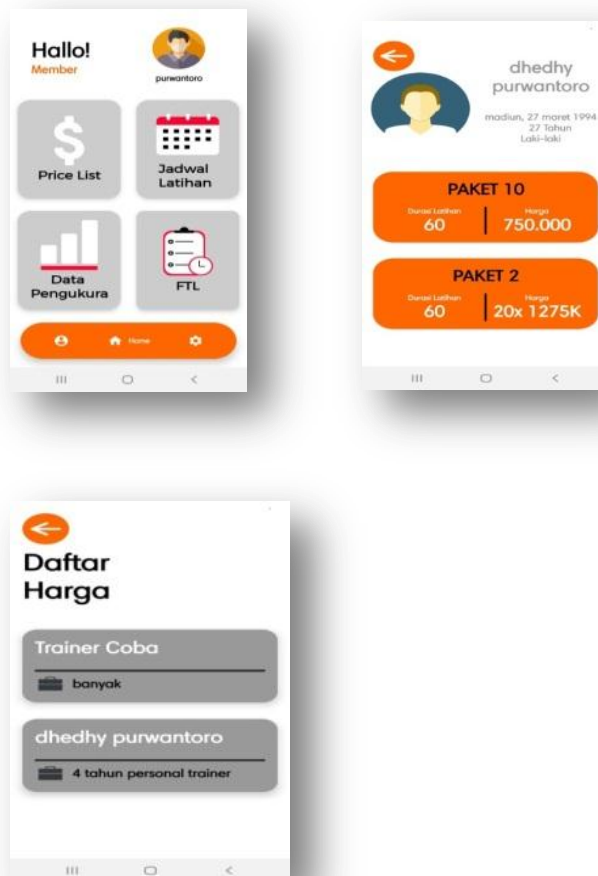 Hallo!
Member
purwantoro
Price List
Jadwal
Latihan
Data
Pengukura
FTL
Home
dhedhy
purwantoro
madiun, 27 maret 1994
27 Tahun
Laki-laki
PAKET 10
Durasi Latihan
Harga
60
750.000
PAKET 2
Durasi Latihan
Harga
60
20x 1275K
Daftar
Harga
Trainer Coba
banyak
dhedhy purwantoro
4 tahun personal trainer